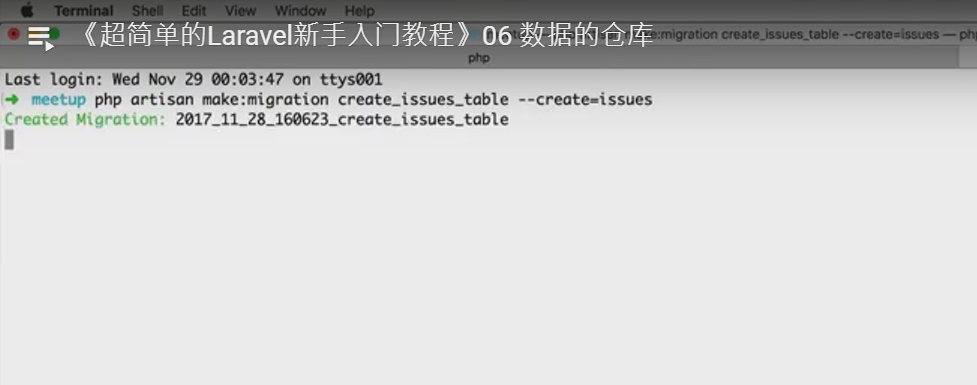 Terminal Shell Edit View Window Help
《超简单的Laravel新手入门教程》06 数据的仓库
:migration create_issues_table --create=issues — ph
php
Last login: Wed Nov 29 00:03:47 on ttys001
➜ meetup php artisan make:migration create_issues_table --create=issues
Created Migration: 2017_11_28_160623_create_issues_table